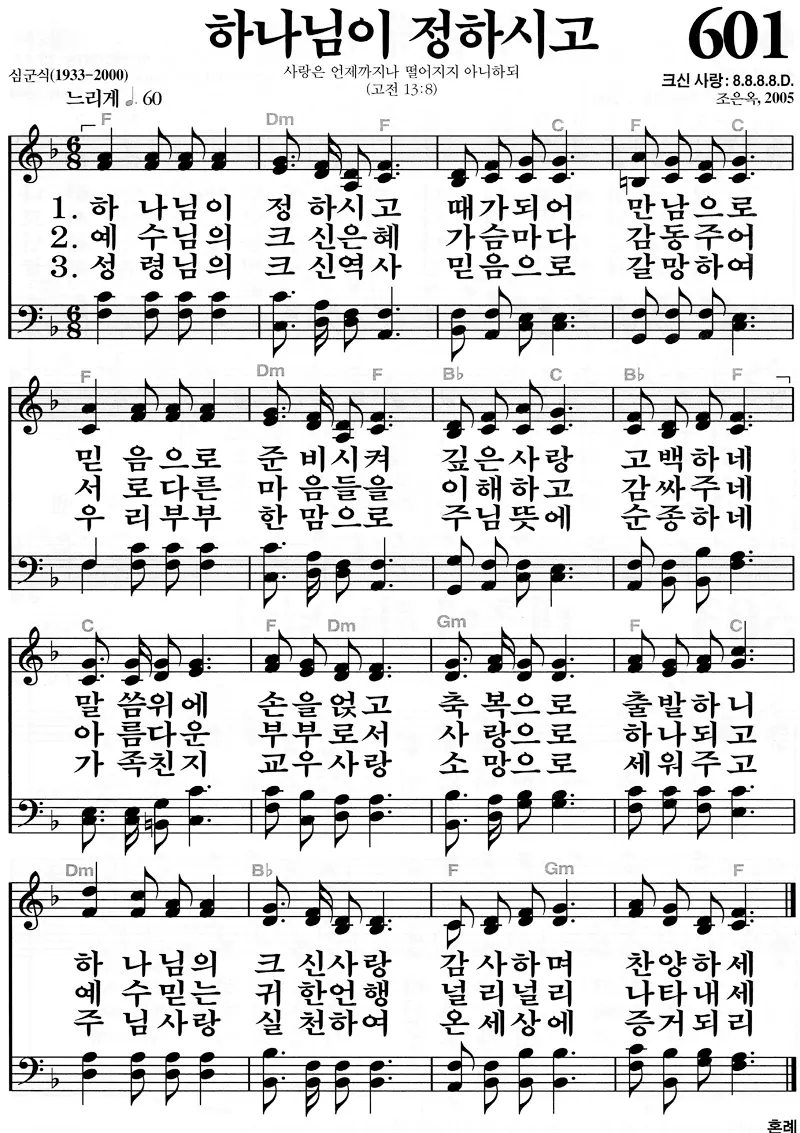 하나님이 정하시고 601
심군식(1933-2000) 사랑은 언제까지나 떨어지지 아니하되 크신 사랑: 8.8.8.8.D.
느리게 ♩. 60 (고전 13:8) 조은옥, 2005
F Dm F C F C
6 8
1. 하 나님이 정 하시고 때가되어 만남으로
2. 예 수님의 크 신은혜 가슴마다 감동주어
3. 성 령님의 크 신역사 믿음으로 갈망하여
6 8
F Dm F B♭ C B♭ F
믿 음으로 준 비시켜 깊은사랑 고백하네
서 로다른 마 음들을 이해하고 감싸주네
우 리부부 한 맘으로 주님뜻에 순종하네
C F Dm Gm F C
말 씀위에 손을얹고 축 복으로 출발하니
아 름다운 부부로서 사 랑으로 하나되고
가 족친지 교우사랑 소 망으로 세워주고
Dm B♭ F Gm F
하 나님의 크 신사랑 감사하며 찬양하세
예 수믿는 귀 한언행 널리널리 나타내세
주 님사랑 실 천하여 온세상에 증거되리
혼례